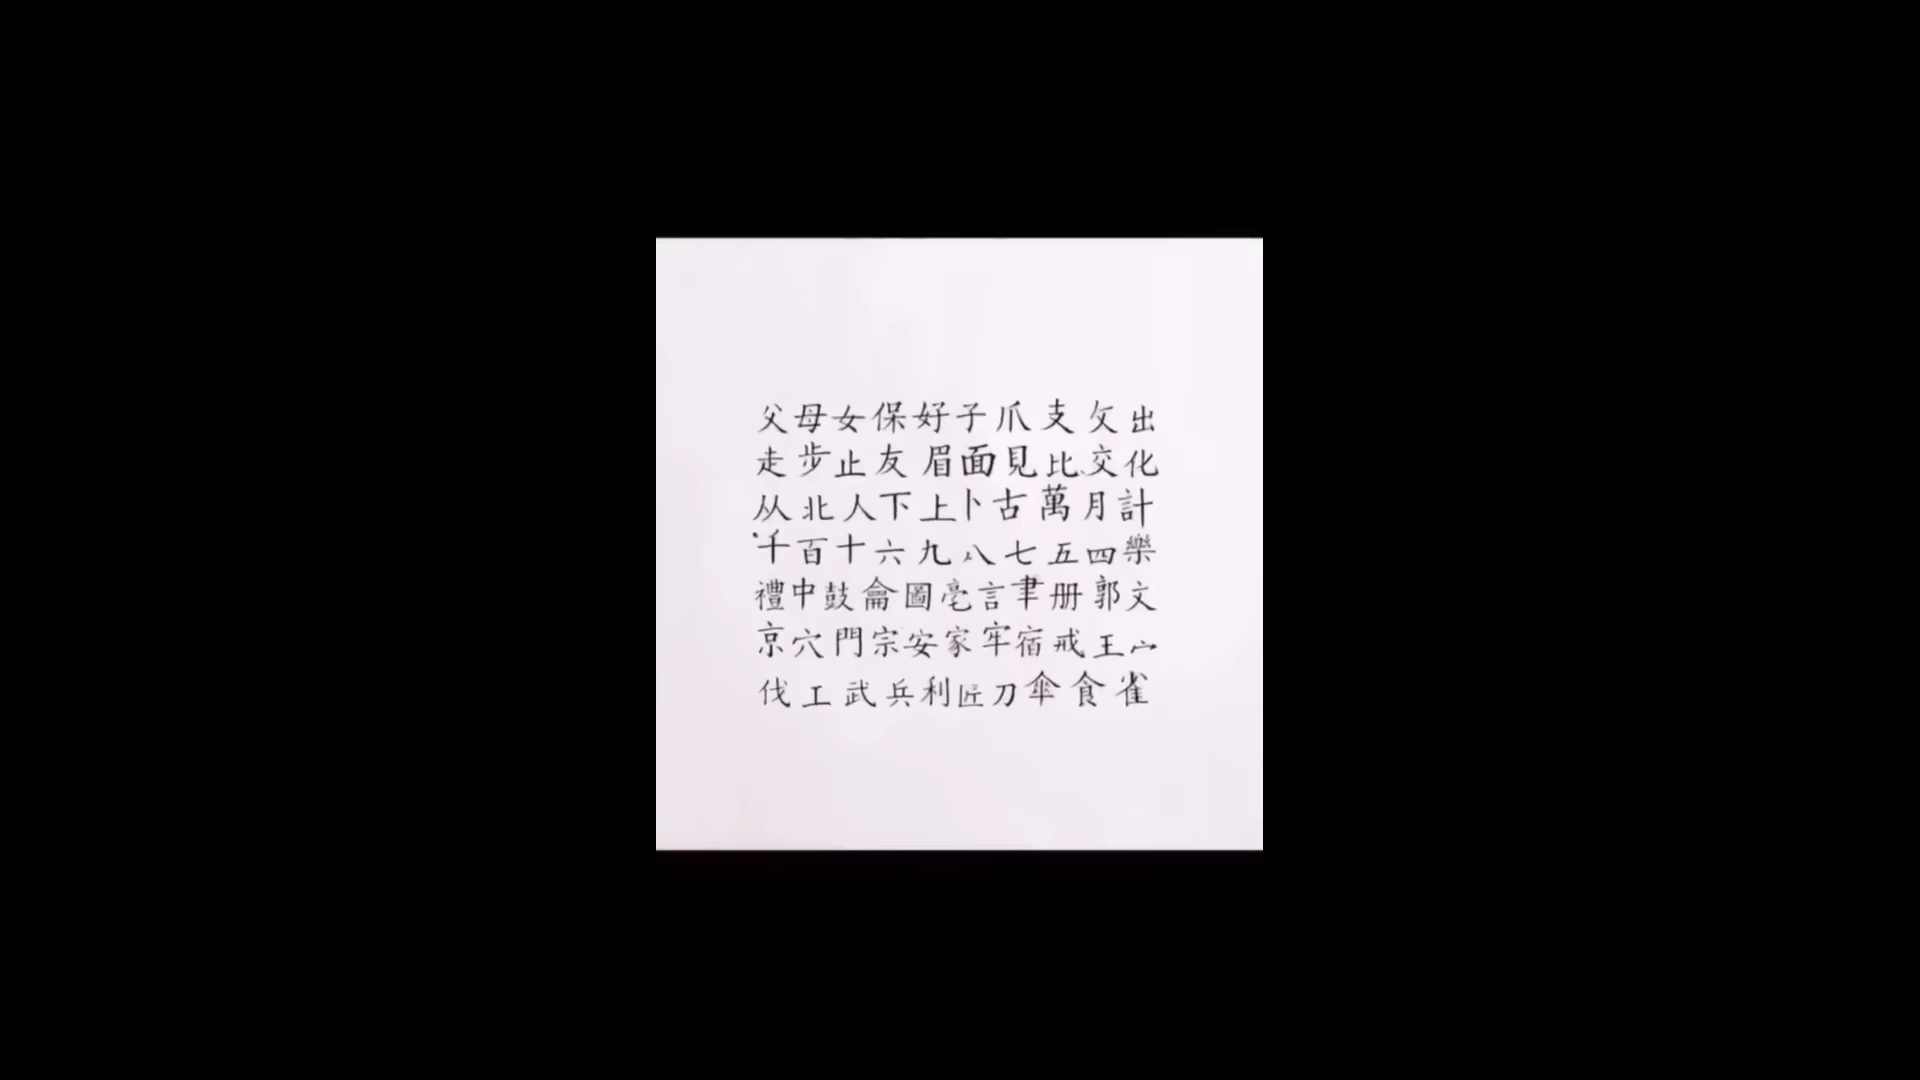 父母女保好子爪支攵出
走步止友眉面見比交化
从北人下上卜古萬月計
千百十六九八七五四樂
禮中鼓龠圖亳言聿册郭文
京穴門宗安家牢宿戒王宀
伐工武兵利匠刀傘食雀